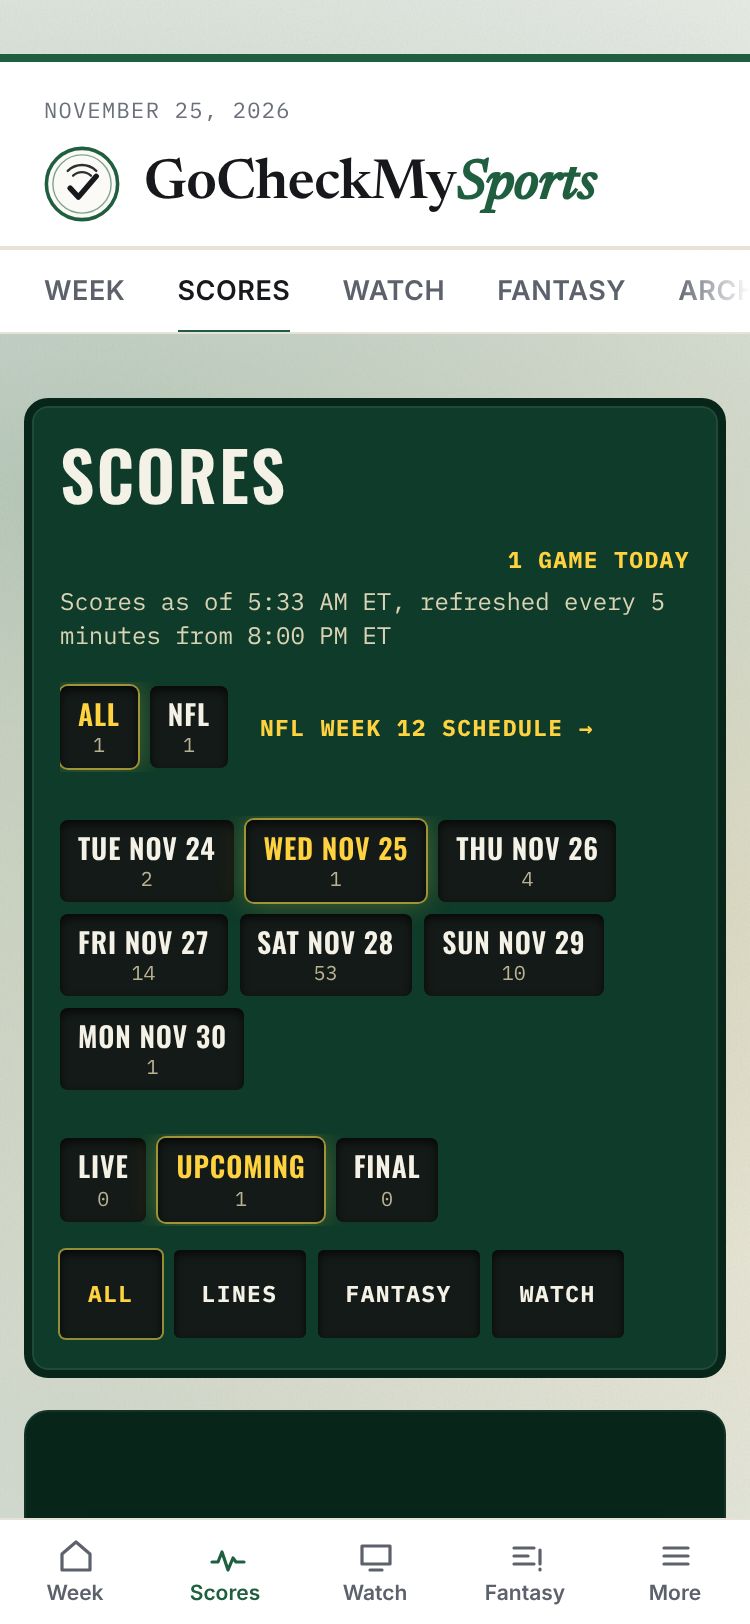 NOVEMBER 25, 2026
GoCheckMySports
WEEK SCORES WATCH FANTASY ARCH
SCORES
1 GAME TODAY
Scores as of 5:33 AM ET, refreshed every 5
minutes from 8:00 PM ET
ALL NFL NFL WEEK 12 SCHEDULE →
1 1
TUE NOV 24 WED NOV 25 THU NOV 26
2 1 4
FRI NOV 27 SAT NOV 28 SUN NOV 29
14 53 10
MON NOV 30
1
LIVE UPCOMING FINAL
0 1 0
ALL LINES FANTASY WATCH
Week Scores Watch Fantasy More